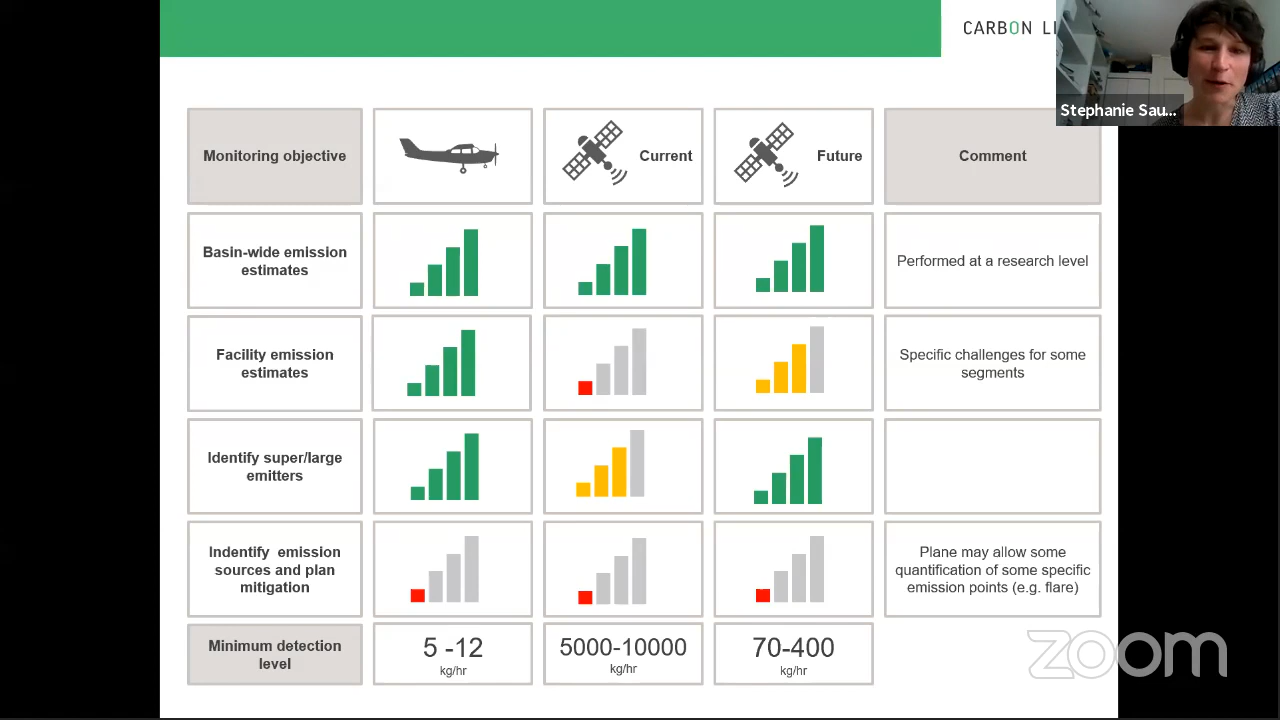 CARBON LI
Stephanie Sau...
Monitoring objective
Current
Future
Comment
Basin-wide emission
estimates
Performed at a research level
Facility emission
estimates
Specific challenges for some
segments
Identify super/large
emitters
Indentify emission
sources and plan
mitigation
Plane may allow some
quantification of some specific
emission points (e.g. flare)
Minimum detection
level
5 -12
kg/hr
5000-10000
kg/hr
70-400
kg/hr
zoom